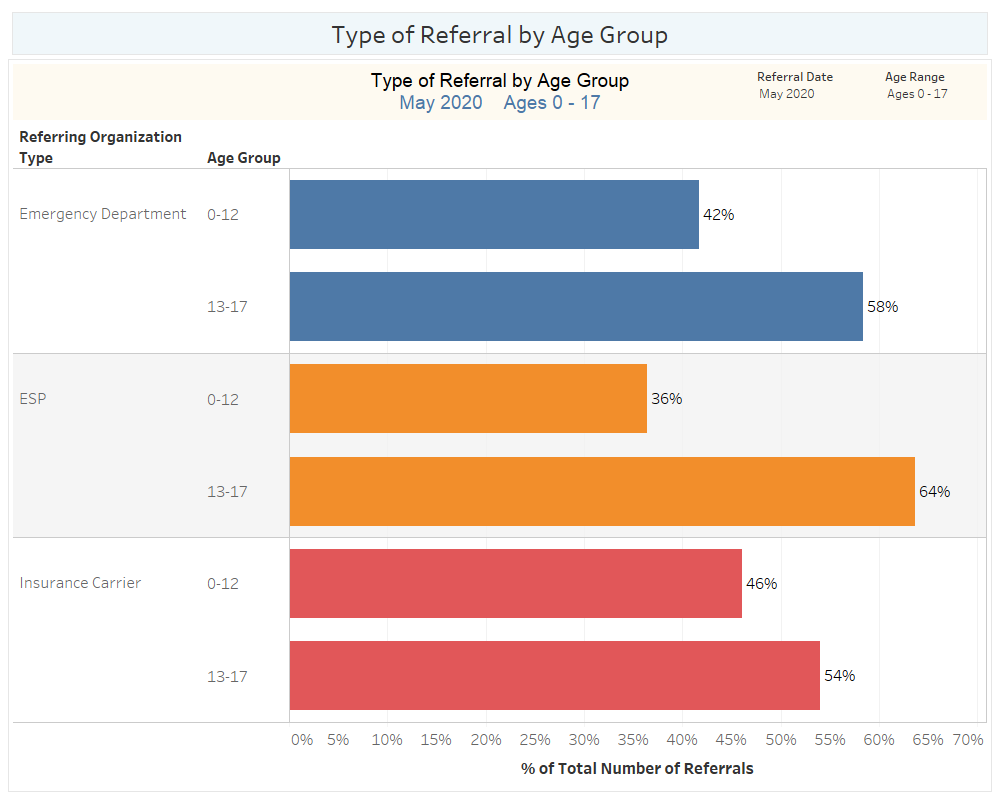 Type of Referral by Age Group
Type of Referral by Age Group
May 2020 Ages 0 - 17
Referral Date
May 2020
Age Range
Ages 0 - 17
Referring Organization
Type
Age Group
Emergency Department
0-12
42%
13-17
58%
ESP
0-12
36%
13-17
64%
Insurance Carrier
0-12
46%
13-17
54%
0% 5% 10% 15% 20% 25% 30% 35% 40% 45% 50% 55% 60% 65% 70%
% of Total Number of Referrals